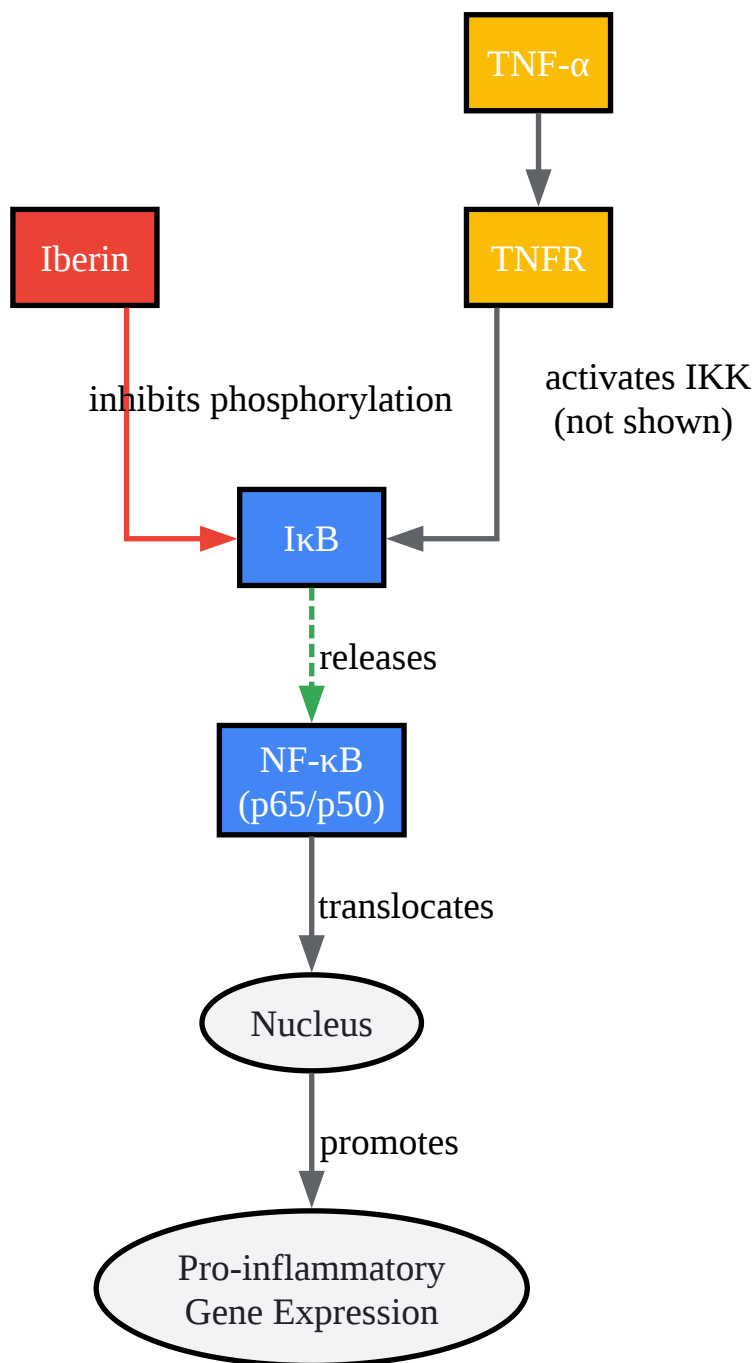 TNF-α
Iberin
TNFR
inhibits phosphorylation
activates IKK
(not shown)
IκB
releases
NF-κB
(p65/p50)
translocates
Nucleus
promotes
Pro-inflammatory
Gene Expression